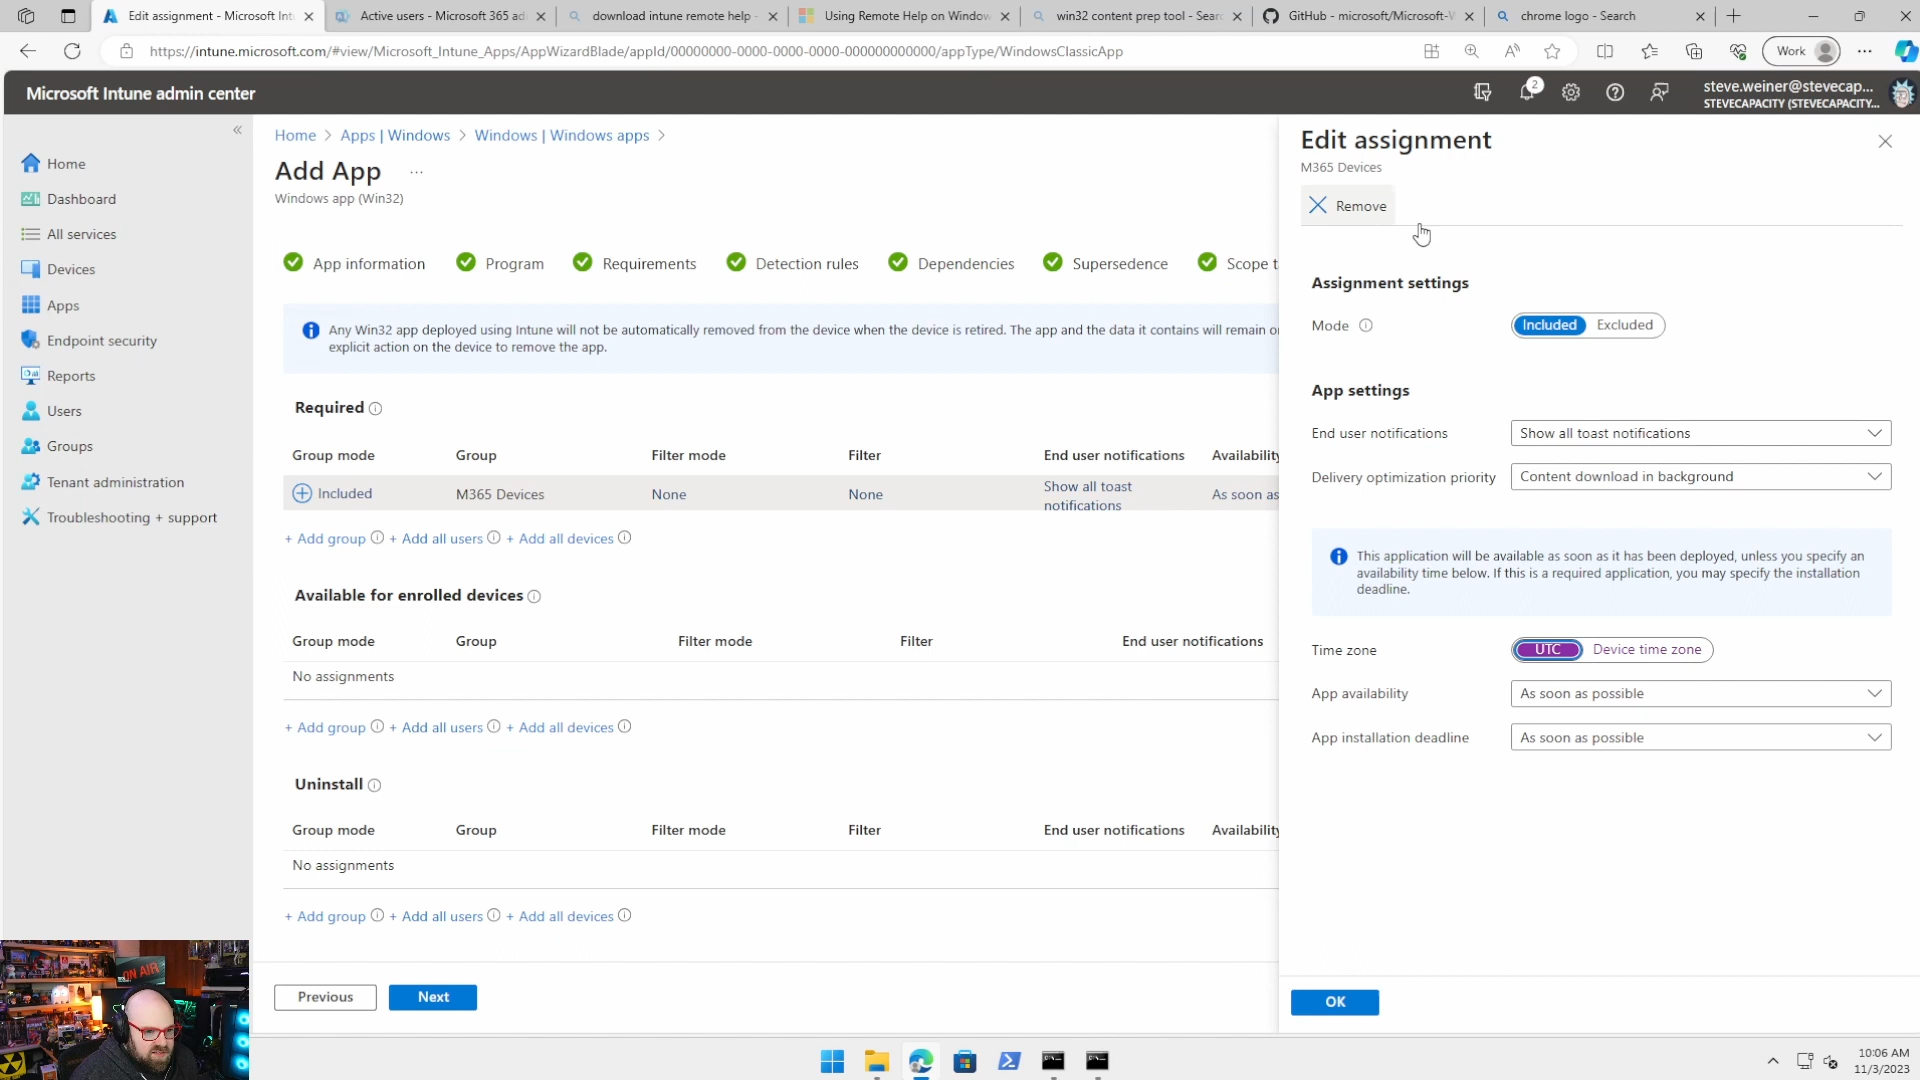 Edit assignment - Microsoft Int
Active users - Microsoft 365 ad
download intune remote help -
Using Remote Help on Window
win32 content prep tool - Sear
GitHub - microsoft/Microsoft-W
chrome logo - Search
https://intune.microsoft.com/#view/Microsoft_Intune_Apps/AppWizardBlade/appId/00000000-0000-0000-0000-000000000000/appType/WindowsClassicApp
Work
Microsoft Intune admin center
2
steve.weiner@stevecap...
STEVECAPACITY (STEVECAPACITY...
Home
Dashboard
All services
Devices
Apps
Endpoint security
Reports
Users
Groups
Tenant administration
Troubleshooting + support
Home > Apps | Windows > Windows | Windows apps >
Add App ...
Windows app (Win32)
App information
Program
Requirements
Detection rules
Dependencies
Supersedence
Scope t
Any Win32 app deployed using Intune will not be automatically removed from the device when the device is retired. The app and the data it contains will remain o
explicit action on the device to remove the app.
Required
Group mode Group Filter mode Filter End user notifications Availability
Included M365 Devices None None Show all toast notifications As soon as
+ Add group + Add all users + Add all devices
Available for enrolled devices
Group mode Group Filter mode Filter End user notifications
No assignments
+ Add group + Add all users + Add all devices
Uninstall
Group mode Group Filter mode Filter End user notifications Availability
No assignments
+ Add group + Add all users + Add all devices
Previous
Next
Edit assignment
M365 Devices
Remove
Assignment settings
Mode Included Excluded
App settings
End user notifications Show all toast notifications
Delivery optimization priority Content download in background
This application will be available as soon as it has been deployed, unless you specify an
availability time below. If this is a required application, you may specify the installation
deadline.
Time zone UTC Device time zone
App availability As soon as possible
App installation deadline As soon as possible
OK
ON AIR
10:06 AM
11/3/2023